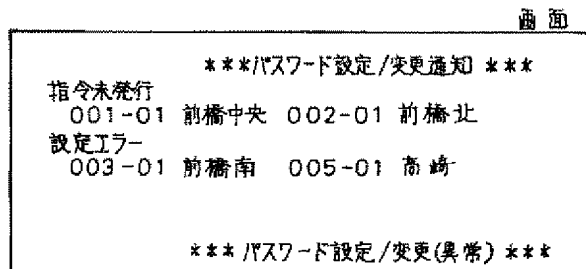 画面
***パスワード設定/変更通知***
指令未発行
001-01 前橋中央 002-01 前橋北
設定エラー
003-01 前橋南 005-01 高崎
***パスワード設定/変更(異常)***